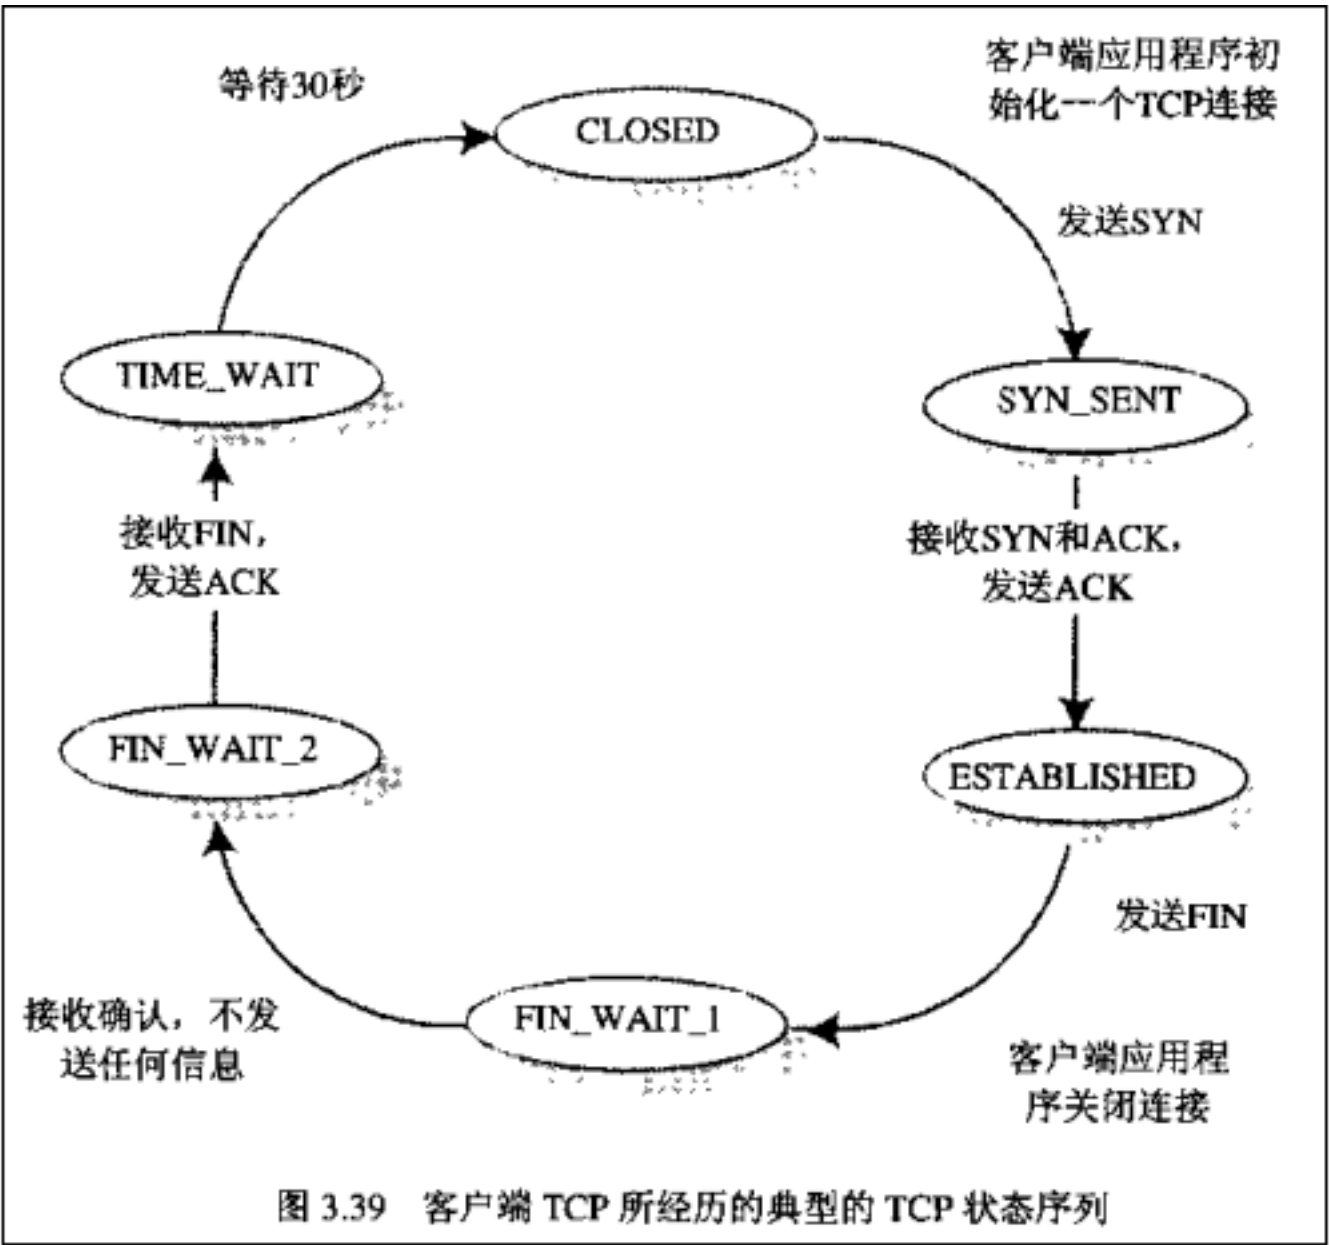 等待30秒
CLOSED
客户端应用程序初
始化一个TCP连接
发送SYN
TIME_WAIT
SYN_SENT
接收FIN,
发送ACK
接收SYN和ACK,
发送ACK
FIN_WAIT_2
ESTABLISHED
发送FIN
接收确认，不发
送任何信息
FIN_WAIT_1
客户端应用程
序关闭连接
图 3.39 客户端 TCP 所经历的典型的 TCP 状态序列